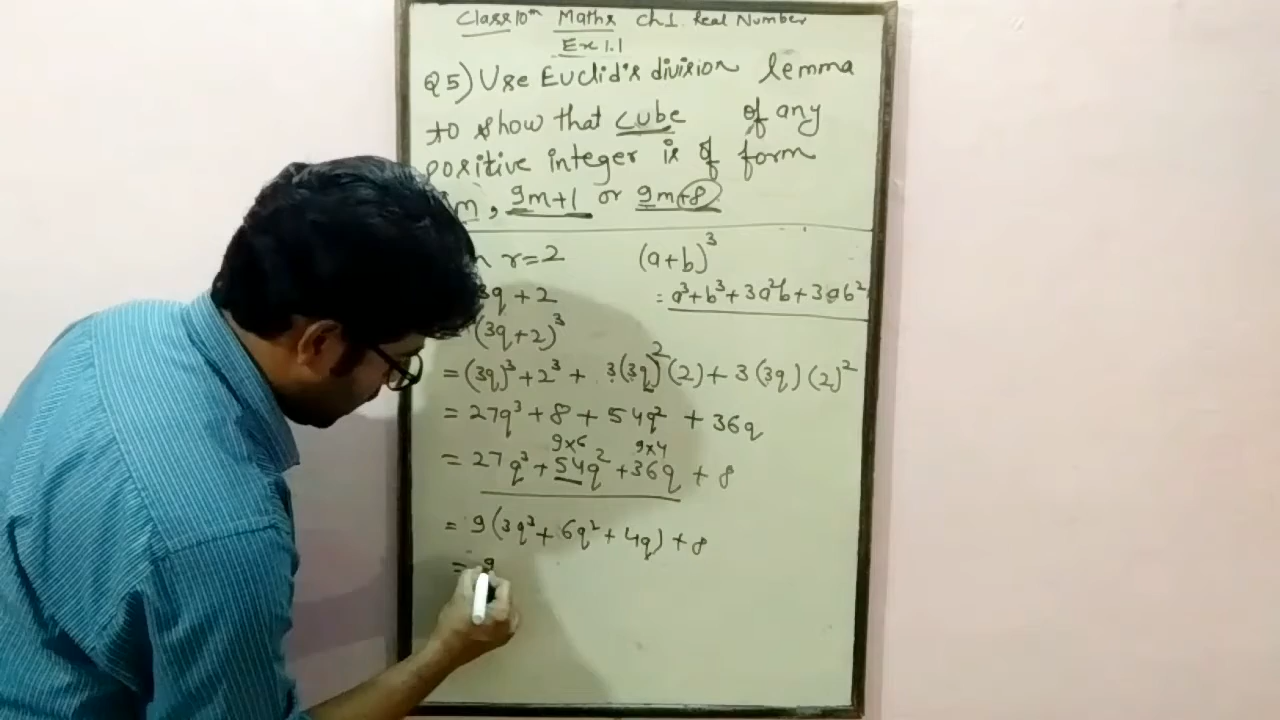 Class 10th Maths Ch 1 Real Number
Ex 1.1
Q 5) Use Euclid's division lemma
to show that cube of any
positive integer is of form
m, 9m+1 or 9m+8
r=2 (a+b)³
3q + 2 = a³+b³+3a²b+3ab²
(3q+2)³
= (3q)³ + 2³ + 3(3q)²(2) + 3(3q)(2)²
= 27q³ + 8 + 54q² + 36q
9x6 9x4
= 27q³ + 54q² + 36q + 8
= 9(3q³ + 6q² + 4q) + 8
= 9